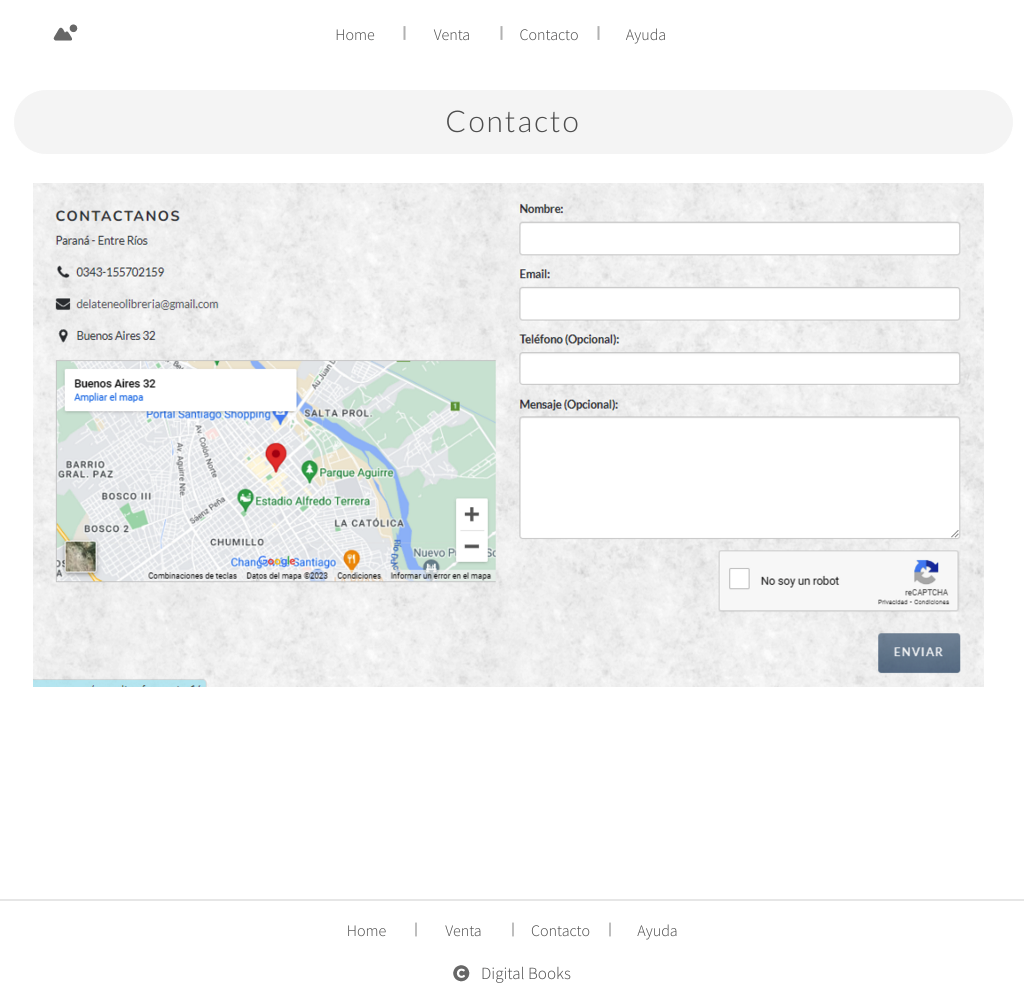 Home
Venta
Contacto
Ayuda
Contacto
CONTACTANOS
Paraná - Entre Ríos
0343-155702159
delateneolibreria@gmail.com
Buenos Aires 32
Buenos Aires 32
Ampliar el mapa
Portal Santiago Shopping
Au Juan
SALTA PROL.
1
Av. Colón Norte
Av. Aguirre Nte.
BARRIO
GRAL. PAZ
Parque Aguirre
BOSCO III
Estadio Alfredo Terrera
Sáenz Peña
LA CATÓLICA
BOSCO 2
CHUMILLO
Google
Santiago
Nuevo
Combinaciones de teclas
Datos del mapa ©2023
Condiciones
Informar un error en el mapa
Nombre:
Email:
Teléfono (Opcional):
Mensaje (Opcional):
No soy un robot
reCAPTCHA
Privacidad - Condiciones
ENVIAR
Home
Venta
Contacto
Ayuda
Digital Books